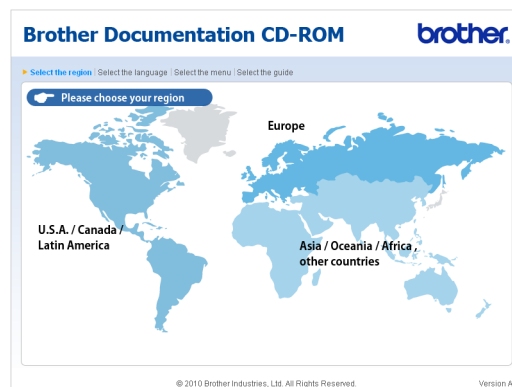 Brother Documentation CD-ROM
brother.
Select the region | Select the language | Select the menu | Select the guide
Please choose your region
Europe
U.S.A. / Canada /
Latin America
Asia / Oceania / Africa ,
other countries
© 2010 Brother Industries, Ltd. All Rights Reserved.
Version A